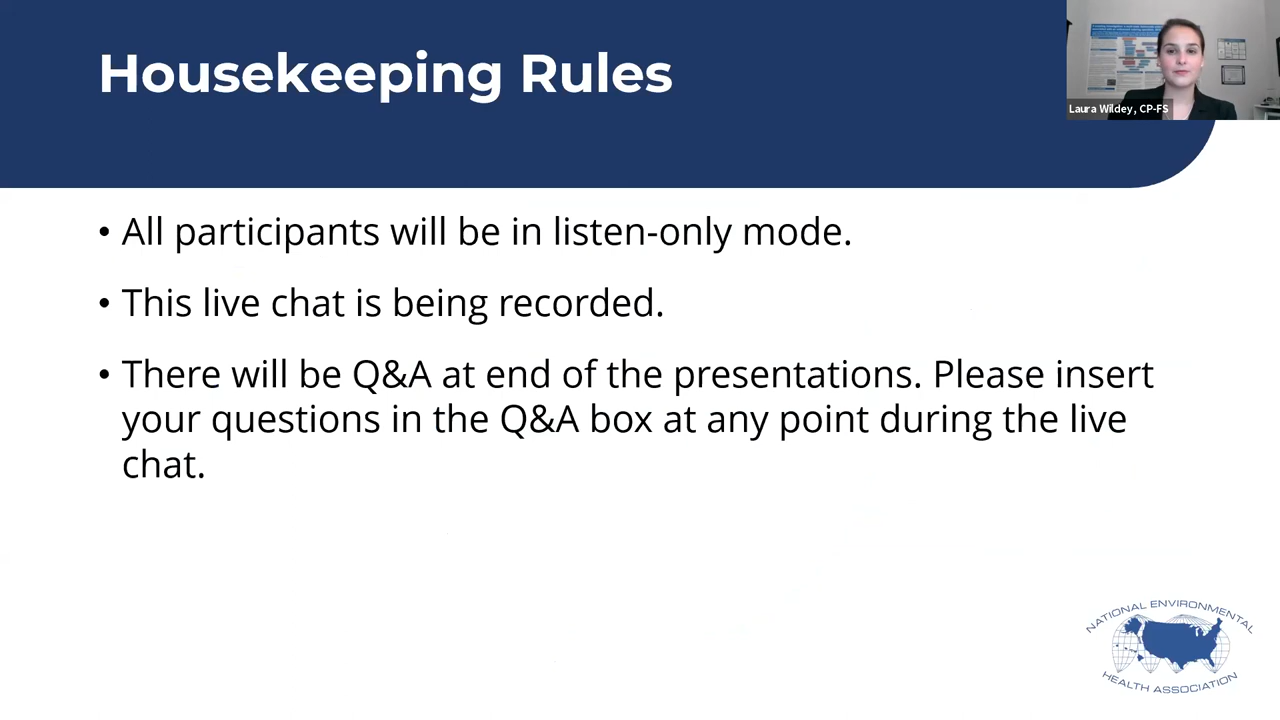 Housekeeping Rules
Laura Wildey, CP-FS
• All participants will be in listen-only mode.
• This live chat is being recorded.
• There will be Q&A at end of the presentations. Please insert
your questions in the Q&A box at any point during the live
chat.
NATIONAL ENVIRONMENTAL
HEALTH ASSOCIATION